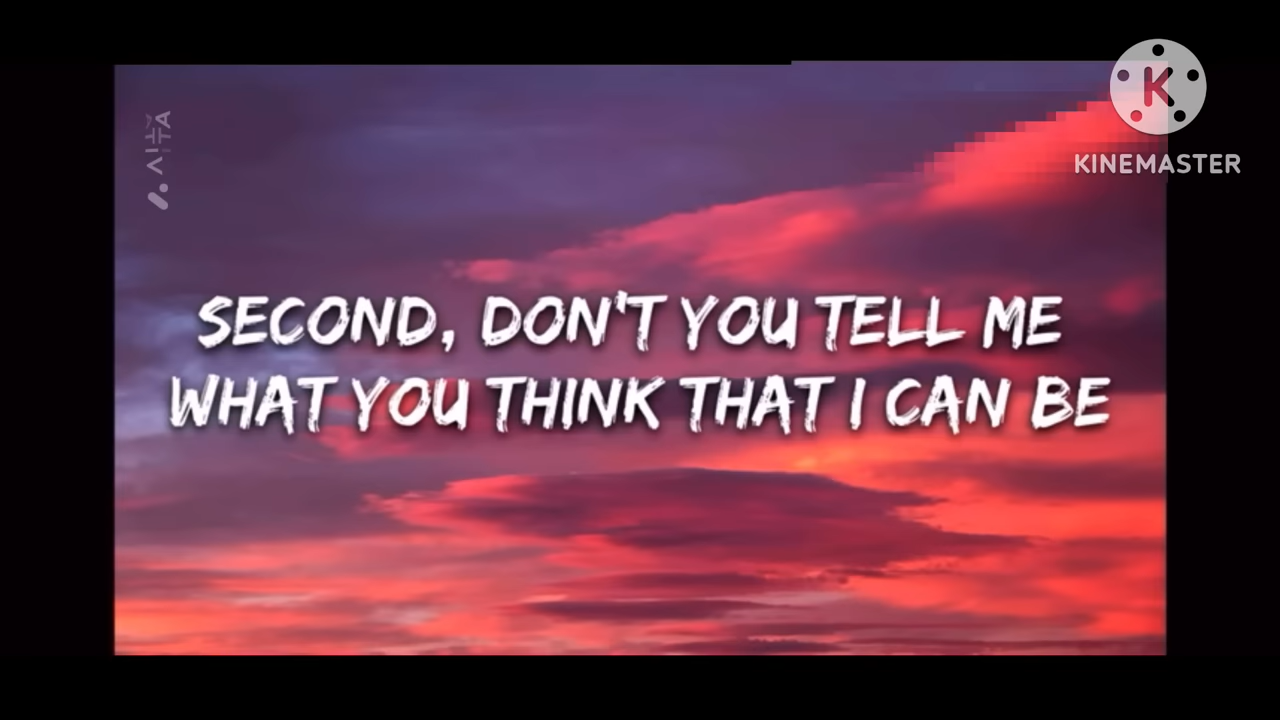 KINEMASTER
SECOND, DON'T YOU TELL ME
WHAT YOU THINK THAT I CAN BE